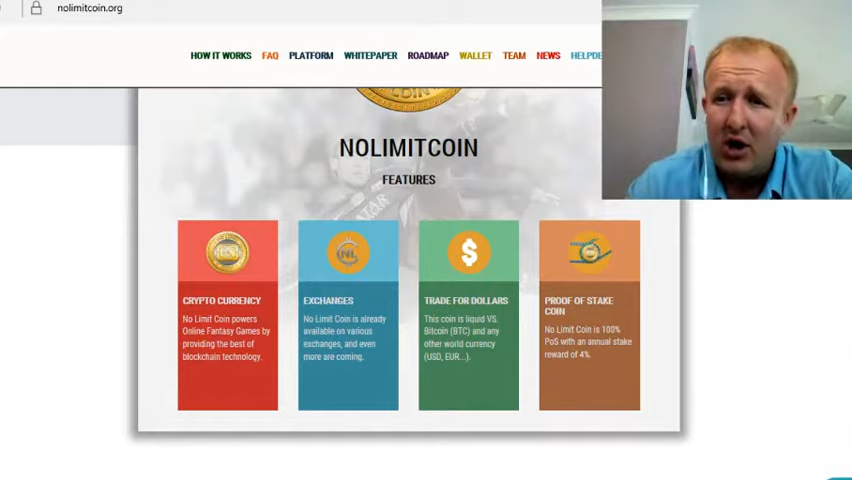 nolimitcoin.org
HOW IT WORKS FAQ PLATFORM WHITEPAPER ROADMAP WALLET TEAM NEWS HELPDE
COIN
NOLIMITCOIN
FEATURES
CRYPTO CURRENCY
No Limit Coin powers
Online Fantasy Games by
providing the best of
blockchain technology.
EXCHANGES
No Limit Coin is already
available on various
exchanges, and even
more are coming.
TRADE FOR DOLLARS
This coin is liquid VS.
Bitcoin (BTC) and any
other world currency
(USD, EUR...).
PROOF OF STAKE
COIN
No Limit Coin is 100%
PoS with an annual stake
reward of 4%.